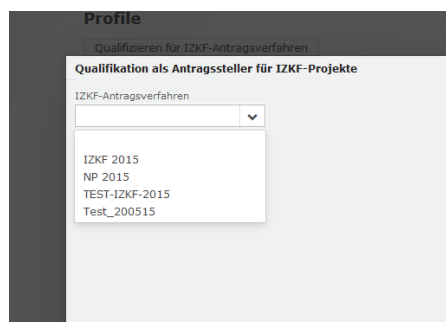 Profile
Qualifizieren für IZKF-Antragsverfahren
Qualifikation als Antragssteller für IZKF-Projekte
IZKF-Antragsverfahren
IZKF 2015
NP 2015
TEST-IZKF-2015
Test_200515